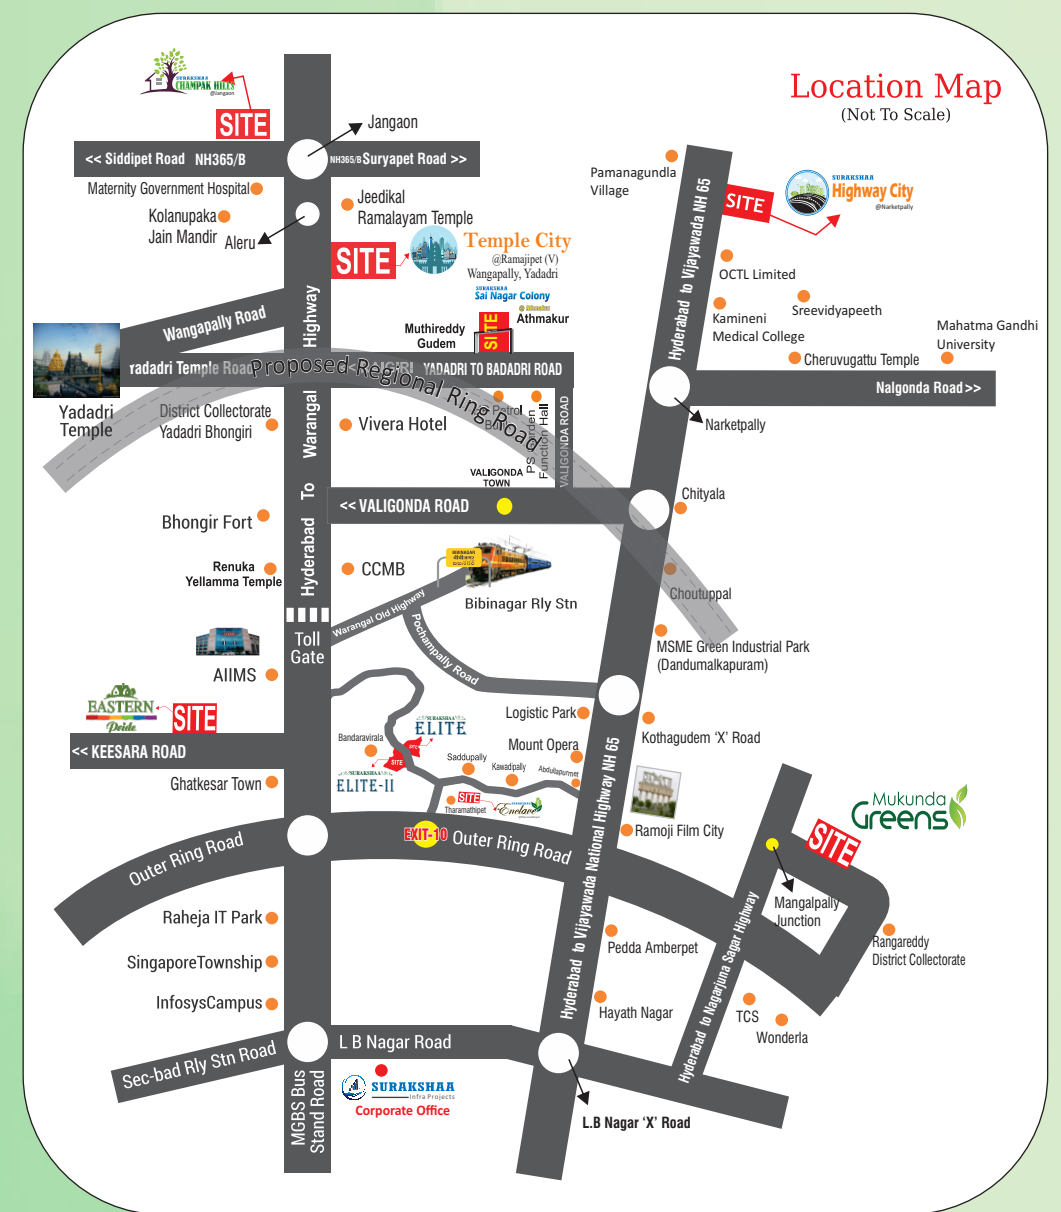 Location Map
(Not To Scale)
SURAKSHAA
CHAMPAK HILLS
@Jangaon
SITE
Jangaon
<< Siddipet Road NH365/B
NH365/B Suryapet Road >>
Maternity Government Hospital
Kolanupaka
Jain Mandir
Aleru
Jeedikal
Ramalayam Temple
SITE
Temple City
@Ramajipet (V)
Wangapally, Yadadri
SURAKSHAA
Sai Nagar Colony
Athmakur
SITE
Muthireddy
Gudem
Wangapally Road
Yadadri Temple Road
YADADRI TO BADADRI ROAD
Proposed Regional Ring Road
Yadadri
Temple
District Collectorate
Yadadri Bhongiri
Vivera Hotel
Petrol
Function Hall
VALIGONDA ROAD
VALIGONDA
TOWN
<< VALIGONDA ROAD
Hyderabad To Warangal Highway
Bhongir Fort
Renuka
Yellamma Temple
CCMB
BIBINAGAR
Bibinagar Rly Stn
Warangal Old Highway
Pochampally Road
Toll
Gate
AIIMS
EASTERN
Pride
SITE
<< KEESARA ROAD
Ghatkesar Town
Bandaravirala
SURAKSHAA
ELITE
SITE
SITE
SURAKSHAA
ELITE-II
Saddupally
Kawadipally
Abdullapurmet
SITE
Tharamathipet
SURAKSHAA
Enclave
Logistic Park
Mount Opera
Outer Ring Road
EXIT-10
Outer Ring Road
Raheja IT Park
SingaporeTownship
InfosysCampus
Sec-bad Rly Stn Road
MGBS Bus
Stand Road
L B Nagar Road
SURAKSHAA
Infra Projects
Corporate Office
Pamanagundla
Village
Hyderabad to Vijayawada NH 65
SITE
SURAKSHAA
Highway City
@Narketpally
OCTL Limited
Kamineni
Medical College
Sreevidyapeeth
Cheruvugattu Temple
Mahatma Gandhi
University
Nalgonda Road>>
Narketpally
Chityala
Choutuppal
MSME Green Industrial Park
(Dandumalkapuram)
Kothagudem ‘X’ Road
Hyderabad to Vijayawada National Highway NH 65
Ramoji Film City
Mukunda
Greens
SITE
Mangalpally
Junction
Rangareddy
District Collectorate
Pedda Amberpet
Hayath Nagar
Hyderabad to Nagarjuna Sagar Highway
TCS
Wonderla
L.B Nagar ‘X’ Road